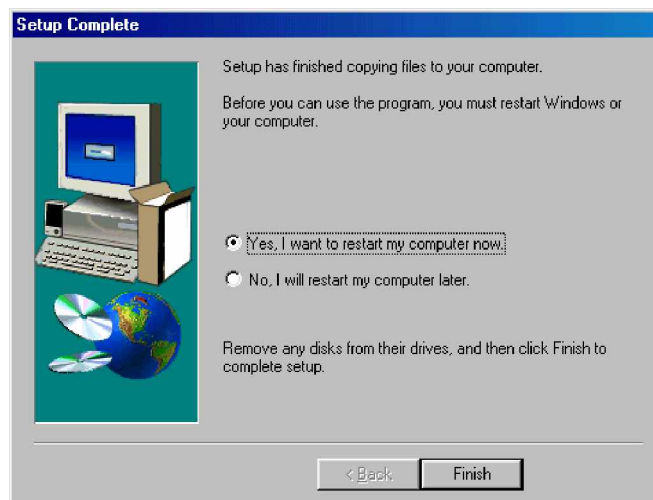 Setup Complete
Setup has finished copying files to your computer.
Before you can use the program, you must restart Windows or
your computer.
Yes, I want to restart my computer now.
No, I will restart my computer later.
Remove any disks from their drives, and then click Finish to
complete setup.
< Back
Finish